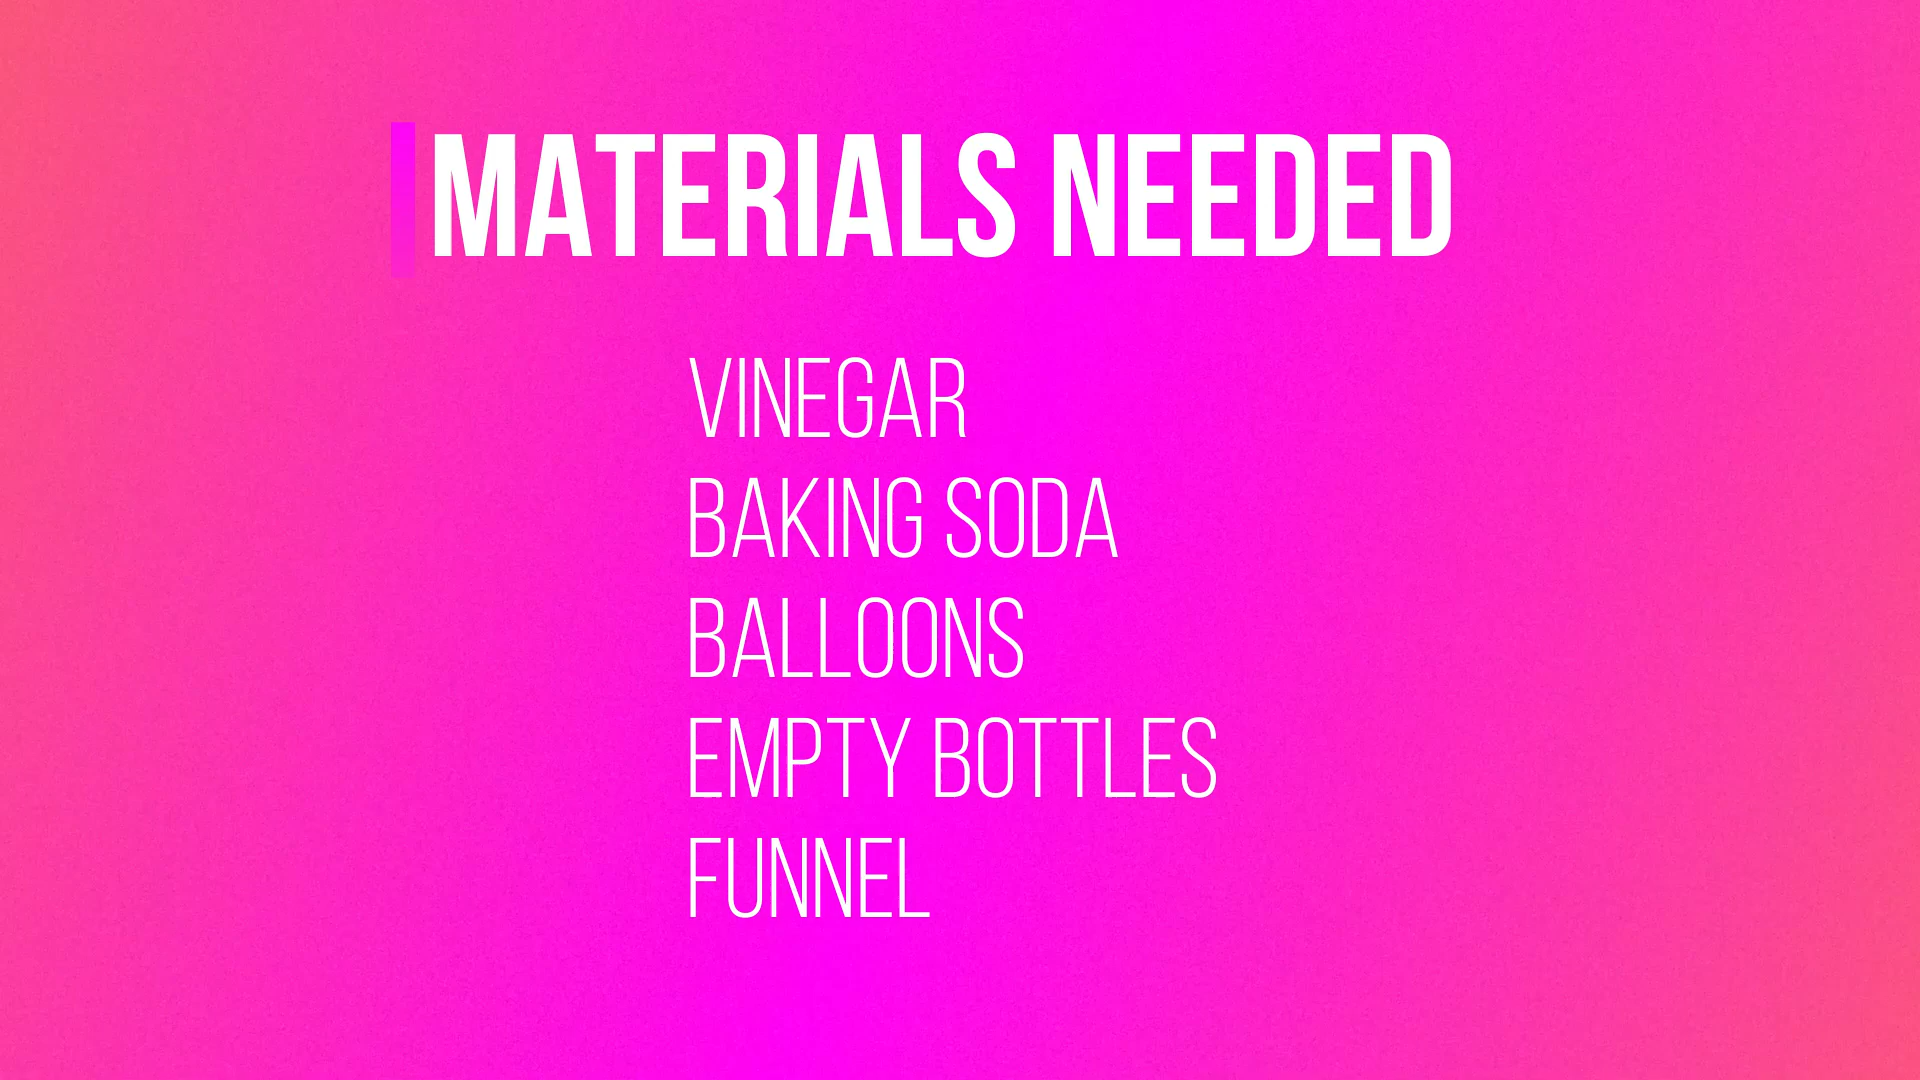 MATERIALS NEEDED
VINEGAR
BAKING SODA
BALLOONS
EMPTY BOTTLES
FUNNEL